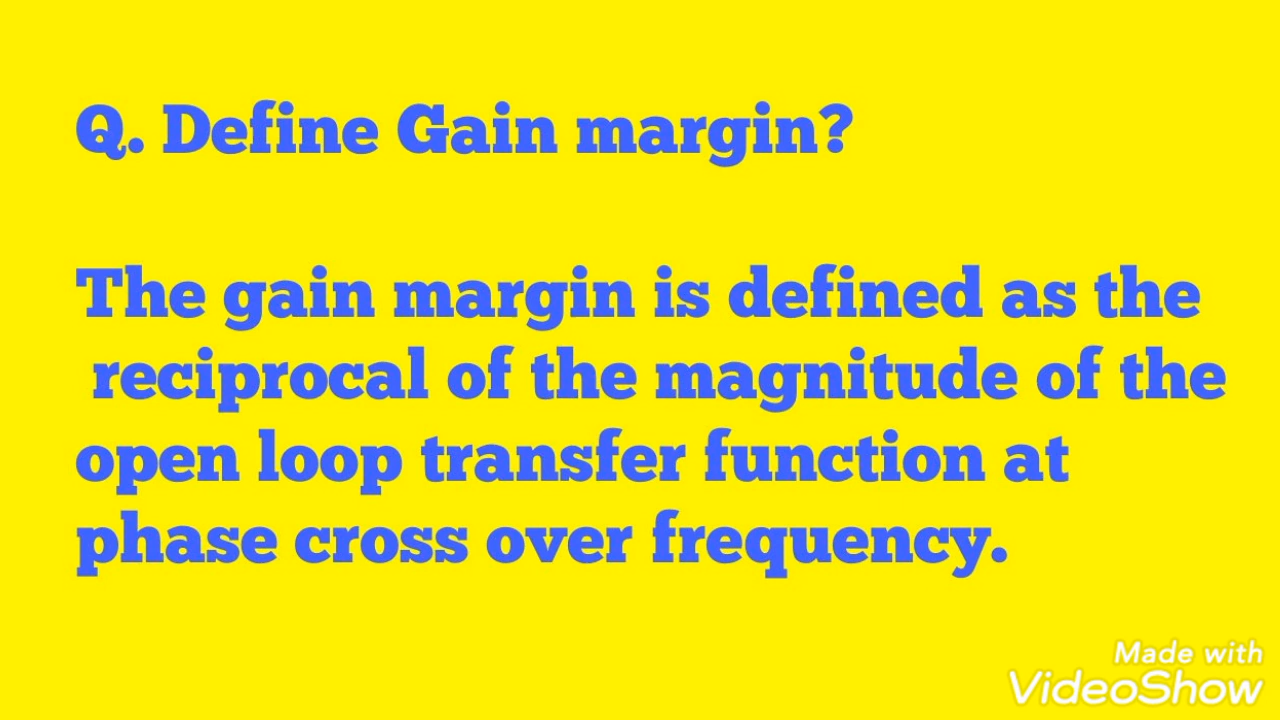 Q. Define Gain margin?
The gain margin is defined as the
reciprocal of the magnitude of the
open loop transfer function at
phase cross over frequency.
Made with
VideoShow